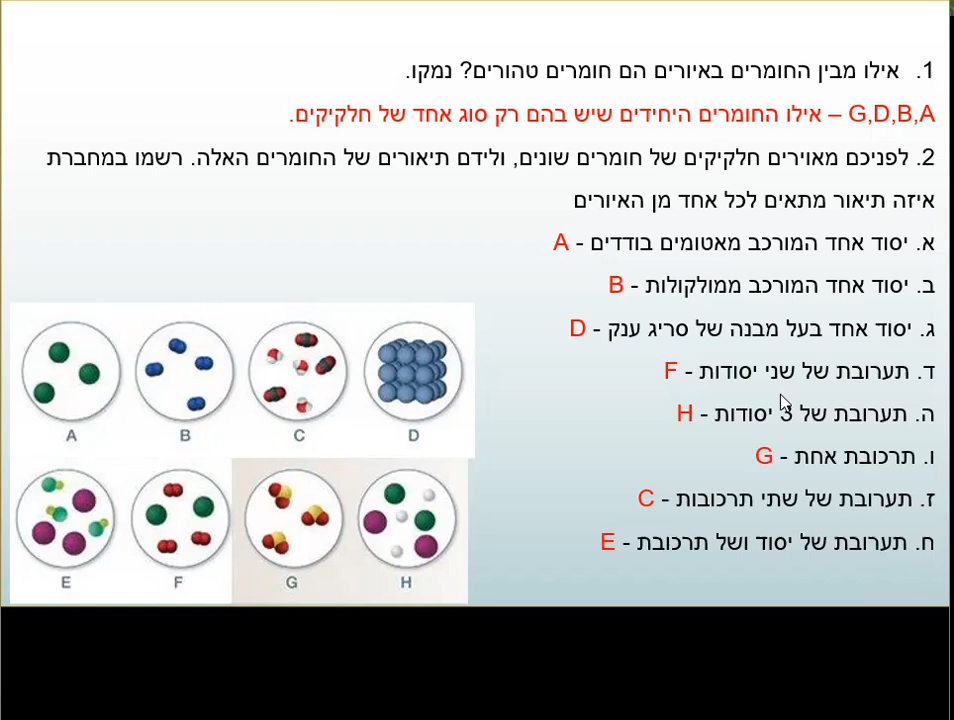 1. אילו מבין החומרים באיורים הם חומרים טהורים? נמקו.
G,D,B,A – אילו החומרים היחידים שיש בהם רק סוג אחד של חלקיקים.
2. לפניכם מאוירים חלקיקים של חומרים שונים, ולידם תיאורים של החומרים האלה. רשמו במחברת
איזה תיאור מתאים לכל אחד מן האיורים
א. יסוד אחד המורכב מאטומים בודדים - A
ב. יסוד אחד המורכב ממולקולות - B
ג. יסוד אחד בעל מבנה של סריג ענק - D
ד. תערובת של שני יסודות - F
ה. תערובת של 3 יסודות - H
ו. תרכובת אחת - G
ז. תערובת של שתי תרכובות - C
ח. תערובת של יסוד ושל תרכובת - E
A B C D
E F G H